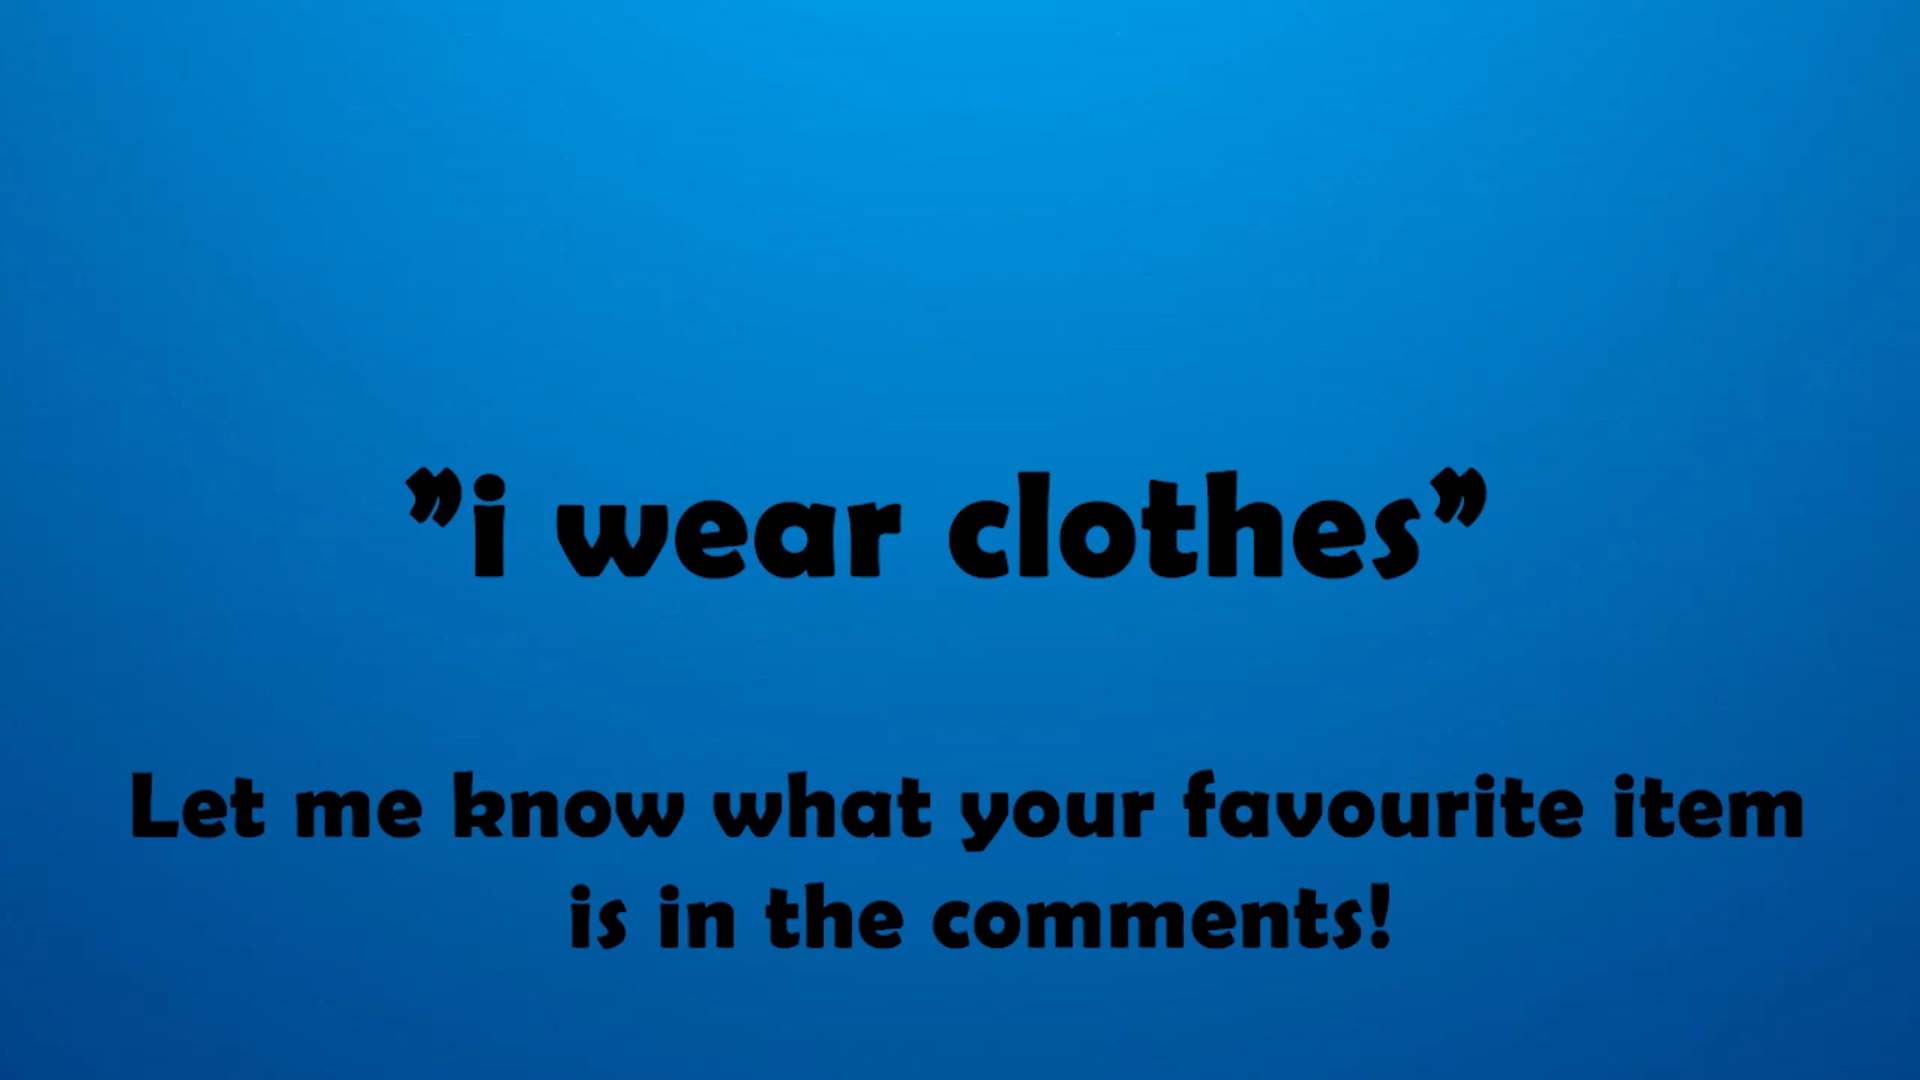 ”i wear clothes”
Let me know what your favourite item
is in the comments!